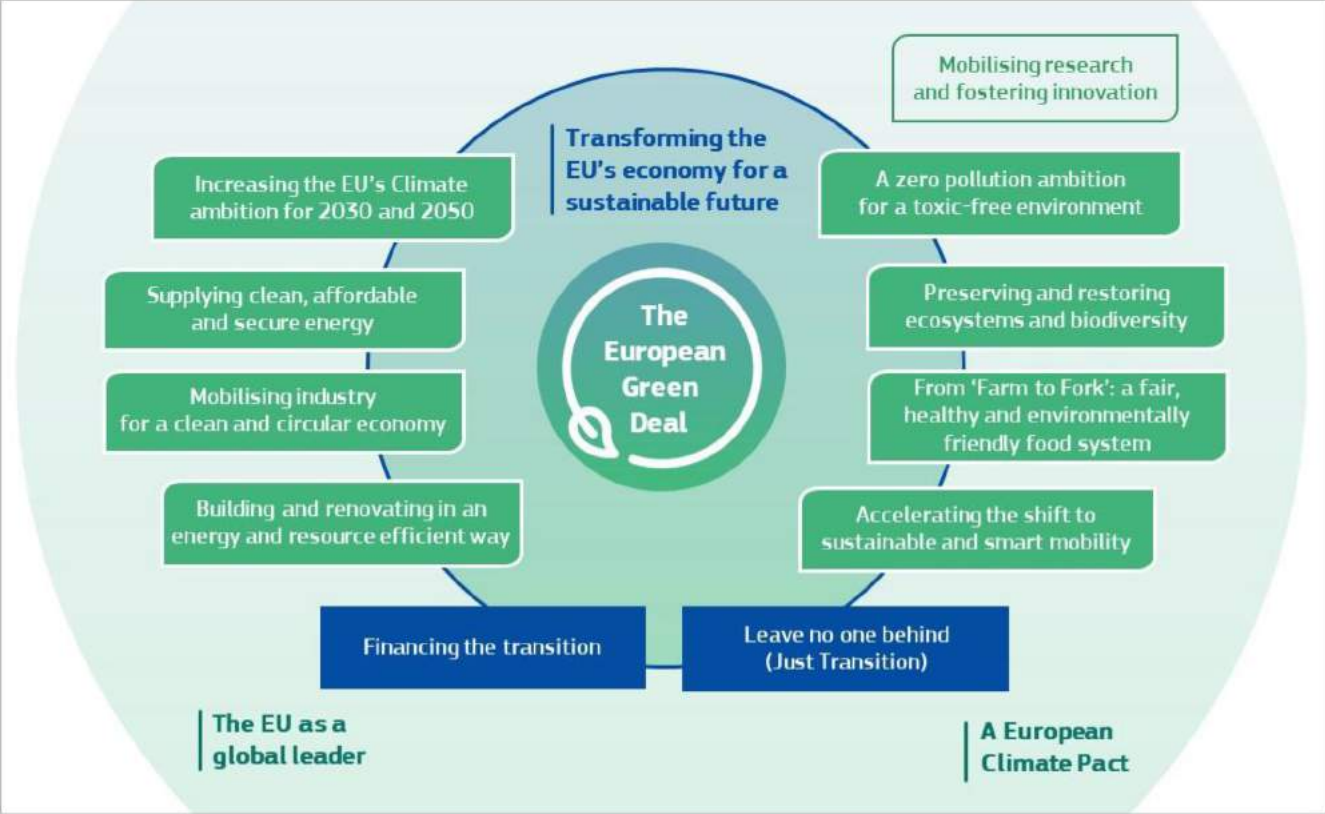 Mobilising research
and fostering innovation
Transforming the
EU's economy for a
sustainable future
Increasing the EU's Climate
ambition for 2030 and 2050
A zero pollution ambition
for a toxic-free environment
Supplying clean, affordable
and secure energy
Preserving and restoring
ecosystems and biodiversity
The
European
Green
Deal
Mobilising industry
for a clean and circular economy
From ‘Farm to Fork’: a fair,
healthy and environmentally
friendly food system
Building and renovating in an
energy and resource efficient way
Accelerating the shift to
sustainable and smart mobility
Financing the transition
Leave no one behind
(Just Transition)
The EU as a
global leader
A European
Climate Pact